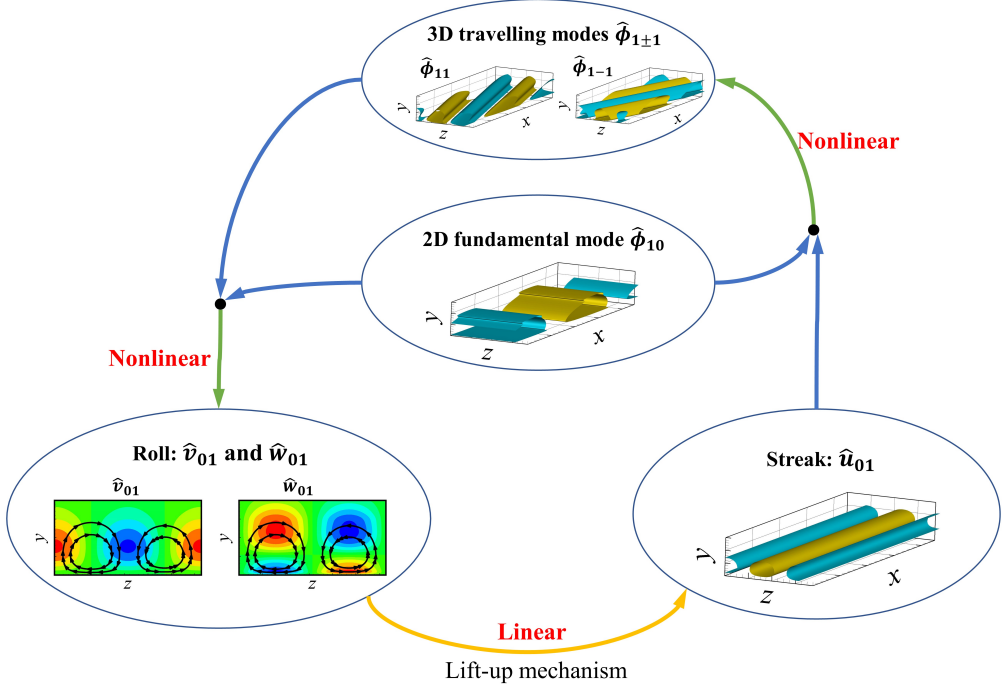 3D travelling modes ϕ̂₁±₁
ϕ̂₁₁
ϕ̂₁₋₁
y
z
x
y
z
x
Nonlinear
2D fundamental mode ϕ̂₁₀
y
z
x
Nonlinear
Roll: v̂₀₁ and ŵ₀₁
v̂₀₁
ŵ₀₁
y
z
y
z
Streak: û₀₁
y
z
x
Linear
Lift-up mechanism